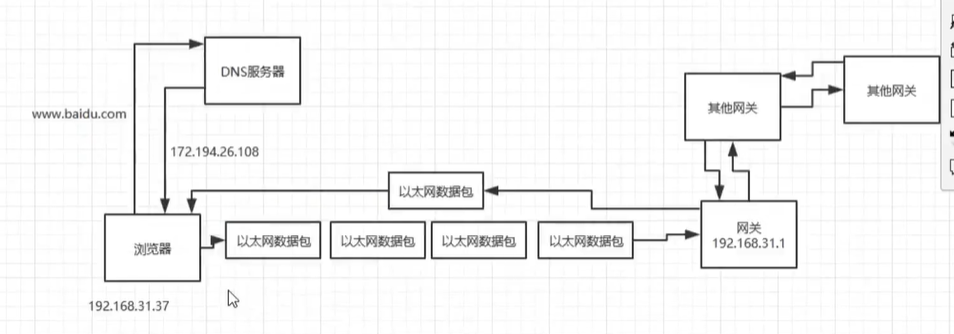 DNS服务器
www.baidu.com
172.194.26.108
其他网关
其他网关
以太网数据包
浏览器
以太网数据包
以太网数据包
以太网数据包
以太网数据包
网关
192.168.31.1
192.168.31.37